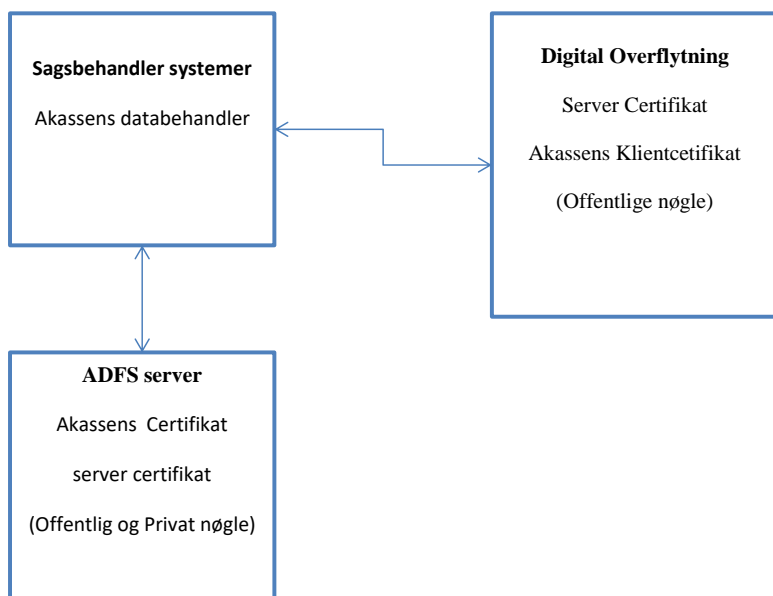 Sagsbehandler systemer
Akassens databehandler
Digital Overflytning
Server Certifikat
Akassens Klientcetifikat
(Offentlige nøgle)
ADFS server
Akassens Certifikat
server certifikat
(Offentlig og Privat nøgle)